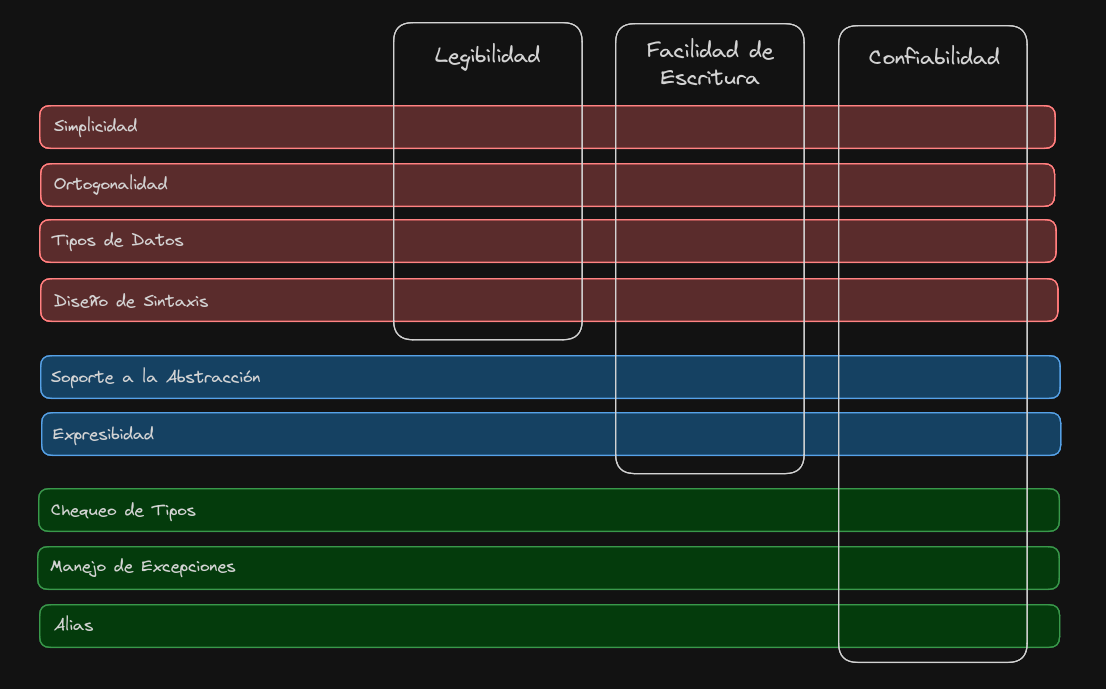 Legibilidad
Facilidad de
Escritura
Confiabilidad
Simplicidad
Ortogonalidad
Tipos de Datos
Diseño de Sintaxis
Soporte a la Abstracción
Expresibidad
Chequeo de Tipos
Manejo de Excepciones
Alias